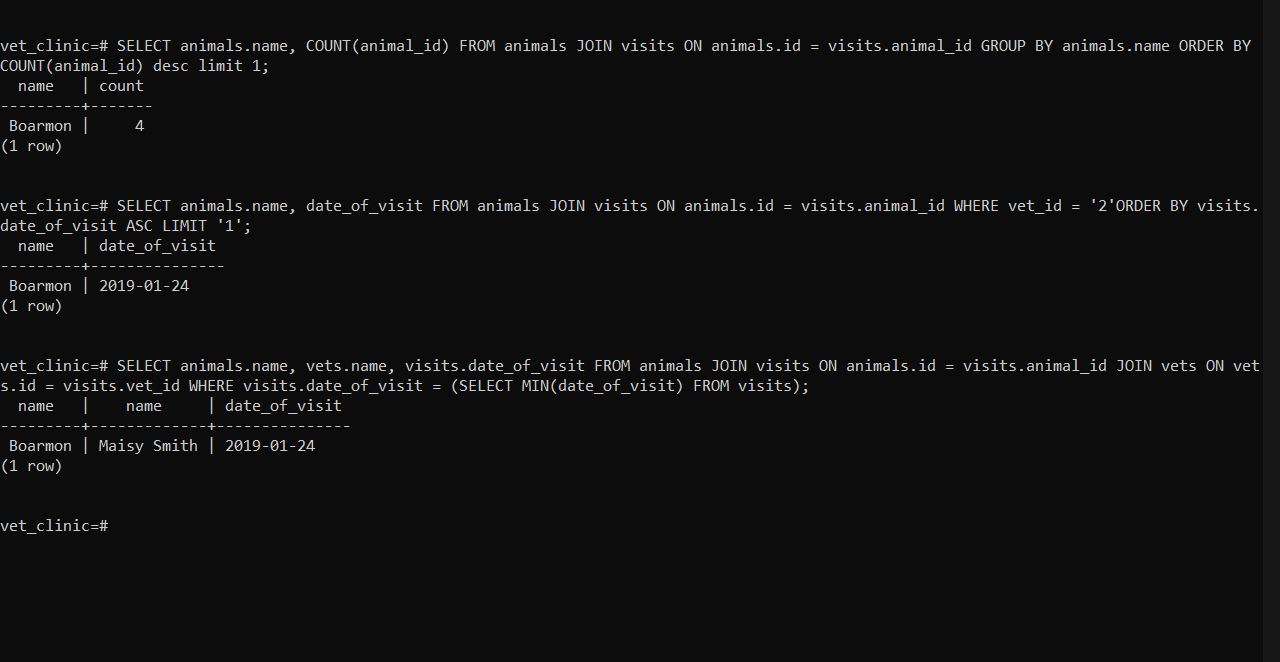 vet_clinic=# SELECT animals.name, COUNT(animal_id) FROM animals JOIN visits ON animals.id = visits.animal_id GROUP BY animals.name ORDER BY
COUNT(animal_id) desc limit 1;
  name   | count
---------+-------
 Boarmon |     4
(1 row)
vet_clinic=# SELECT animals.name, date_of_visit FROM animals JOIN visits ON animals.id = visits.animal_id WHERE vet_id = '2'ORDER BY visits.
date_of_visit ASC LIMIT '1';
  name   | date_of_visit
---------+---------------
 Boarmon | 2019-01-24
(1 row)
vet_clinic=# SELECT animals.name, vets.name, visits.date_of_visit FROM animals JOIN visits ON animals.id = visits.animal_id JOIN vets ON vet
s.id = visits.vet_id WHERE visits.date_of_visit = (SELECT MIN(date_of_visit) FROM visits);
  name   |    name     | date_of_visit
---------+-------------+---------------
 Boarmon | Maisy Smith | 2019-01-24
(1 row)
vet_clinic=#